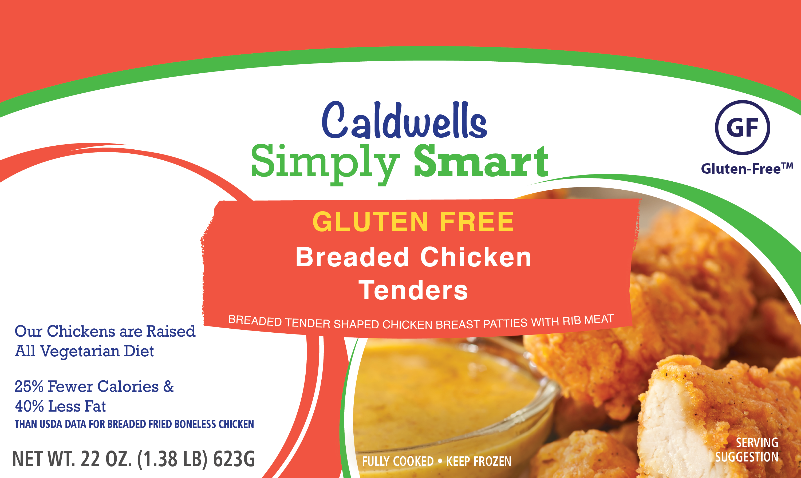 Caldwells
Simply Smart
GF
Gluten-Free™
GLUTEN FREE
Breaded Chicken
Tenders
BREADED TENDER SHAPED CHICKEN BREAST PATTIES WITH RIB MEAT
Our Chickens are Raised
All Vegetarian Diet
25% Fewer Calories &
40% Less Fat
THAN USDA DATA FOR BREADED FRIED BONELESS CHICKEN
NET WT. 22 OZ. (1.38 LB) 623G
FULLY COOKED • KEEP FROZEN
SERVING
SUGGESTION